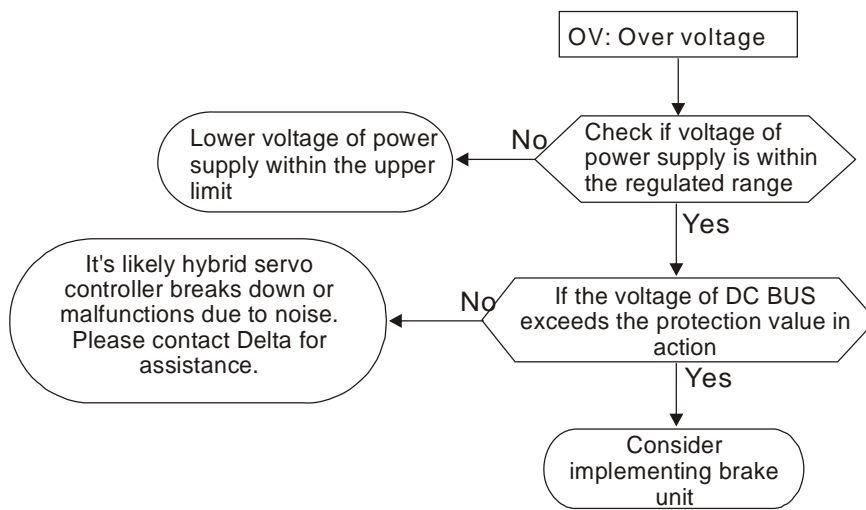 OV: Over voltage
No
Check if voltage of
power supply is within
the regulated range
Lower voltage of power
supply within the upper
limit
Yes
It's likely hybrid servo
controller breaks down or
malfunctions due to noise.
Please contact Delta for
assistance.
No
If the voltage of DC BUS
exceeds the protection value in
action
Yes
Consider
implementing brake
unit